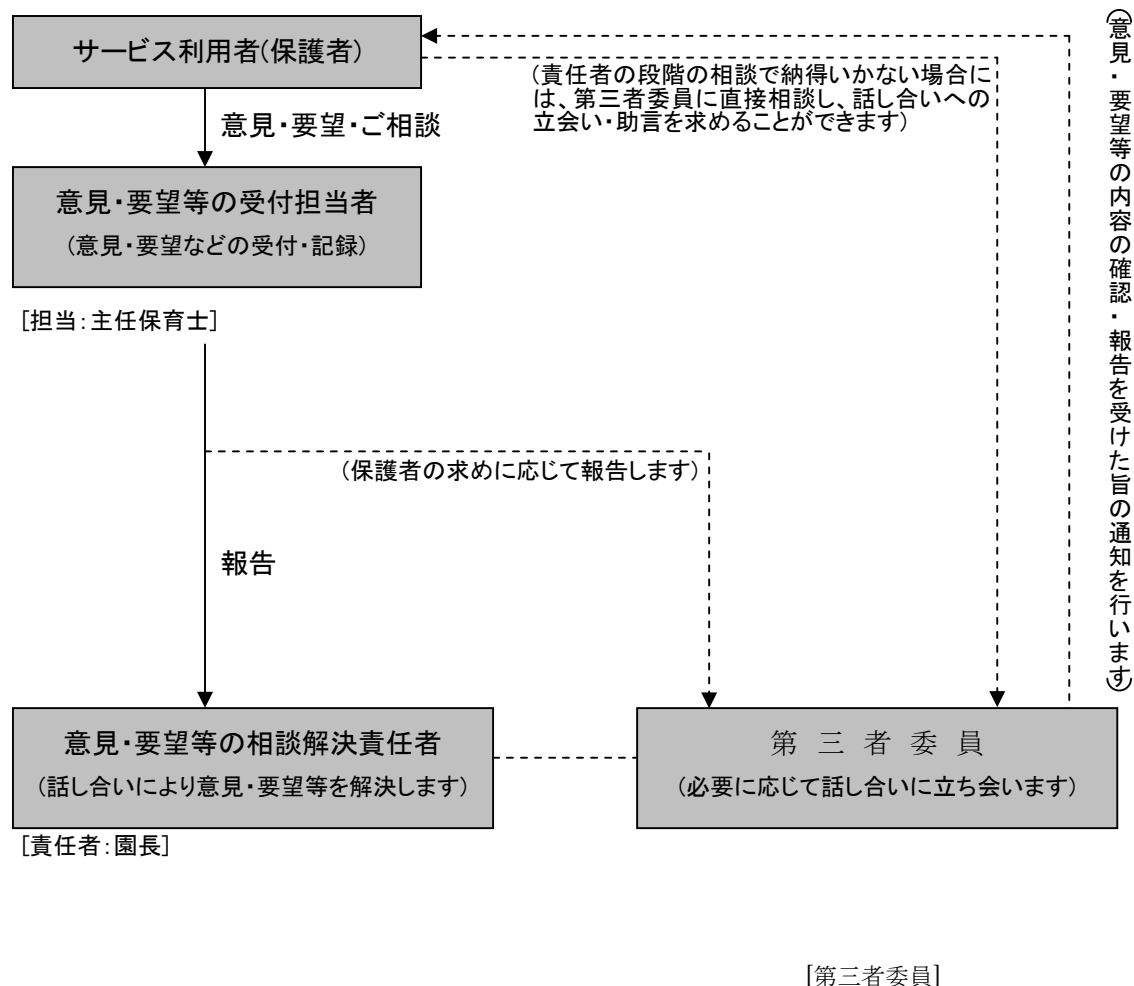 サービス利用者(保護者)
(責任者の段階の相談で納得いかない場合に
は、第三者委員に直接相談し、話し合いへの
立会い・助言を求めることができます)
意見・要望・ご相談
意見・要望等の受付担当者
(意見・要望などの受付・記録)
[担当:主任保育士]
(保護者の求めに応じて報告します)
報告
意見・要望等の相談解決責任者
(話し合いにより意見・要望等を解決します)
[責任者:園長]
第三者委員
(必要に応じて話し合いに立ち会います)
(意見・要望等の内容の確認・報告を受けた旨の通知を行います)
[第三者委員]